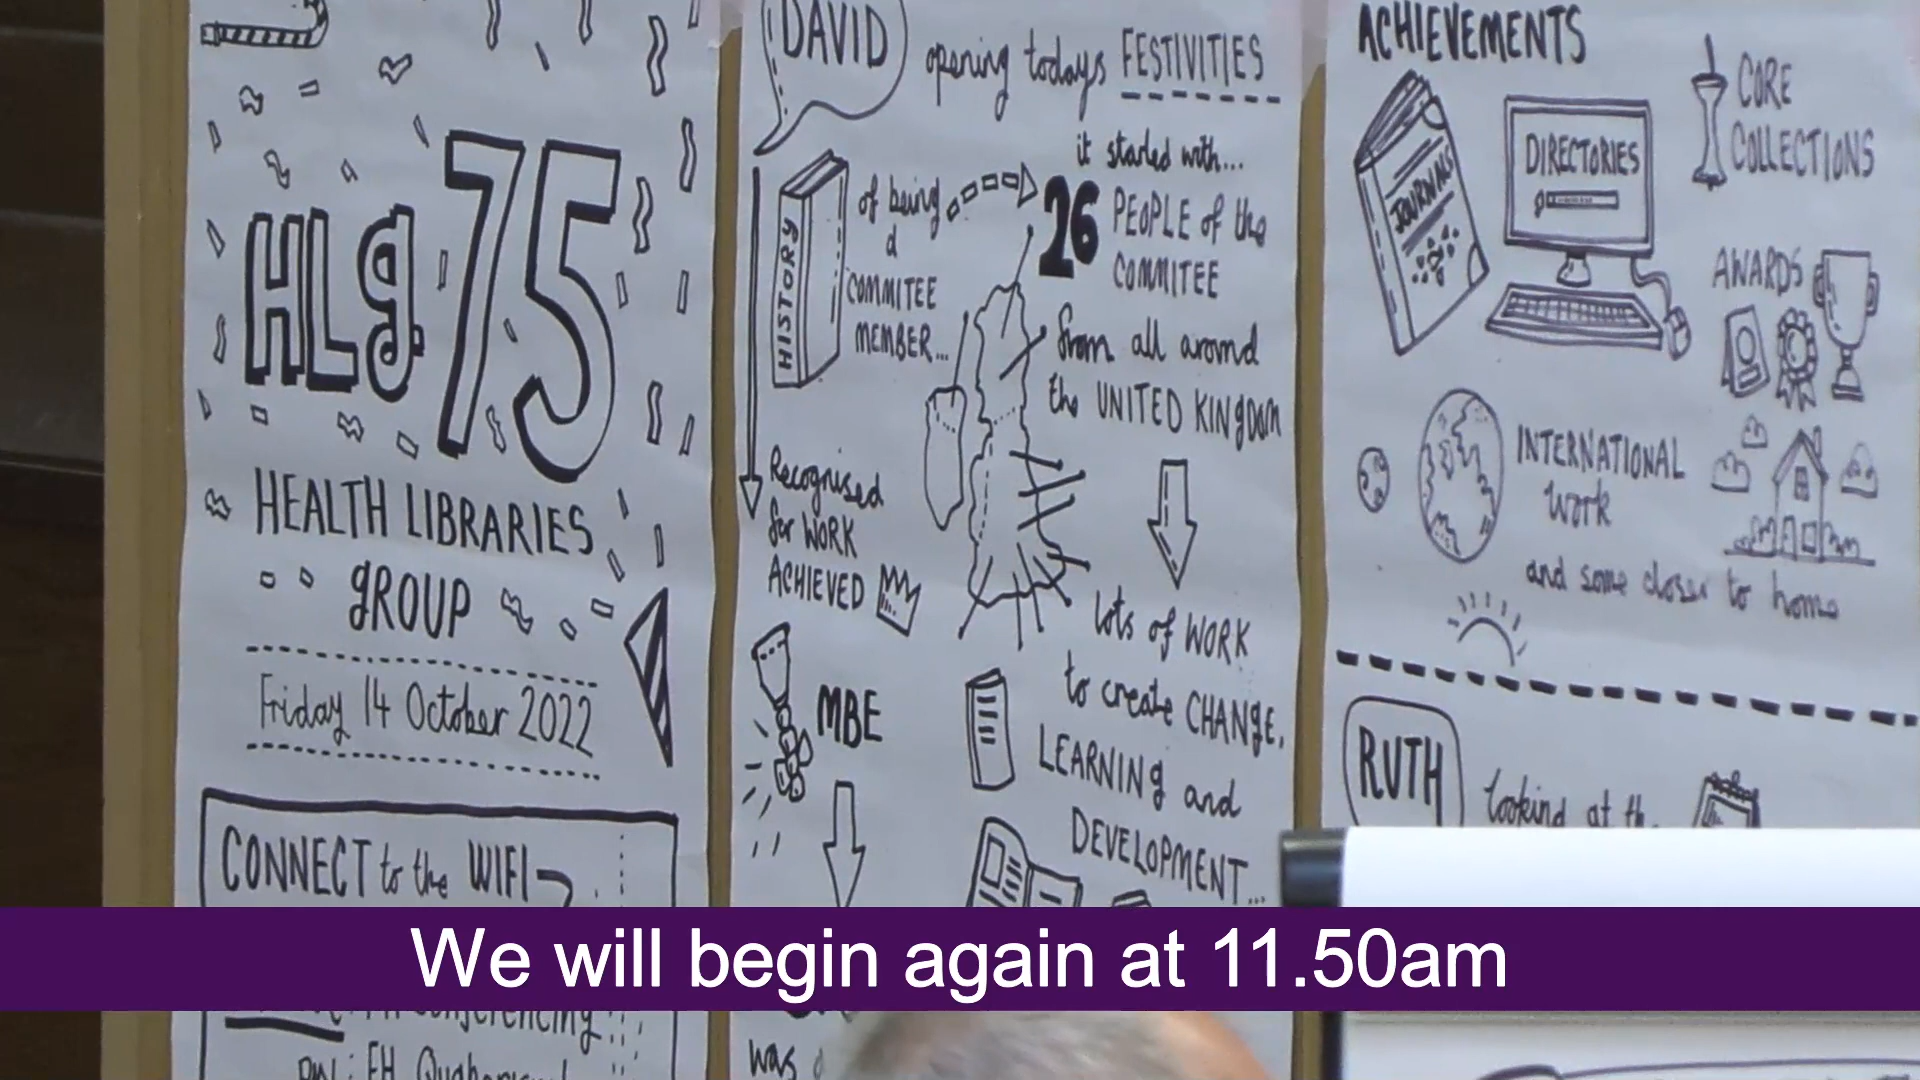 HLg 75
HEALTH LIBRARIES
gROUP
Friday 14 October 2022
CONNECT to the WIFI
DAVID
opening todays FESTIVITIES
HISTORY
of being
a
COMMITEE
MEMBER...
it started with...
26 PEOPLE of the
COMMITEE
from all around
the UNITED KINgdom
Recognised
for WORK
ACHIEVED
MBE
lots of WORK
to create CHANgE,
LEARNINg and
DEVELOPMENT...
was
ACHIEVEMENTS
JOURNALS
DIRECTORIES
CORE
COLLECTIONS
AWARDS
INTERNATIONAL
work
and some closer to home
RUTH
looking at
We will begin again at 11.50am